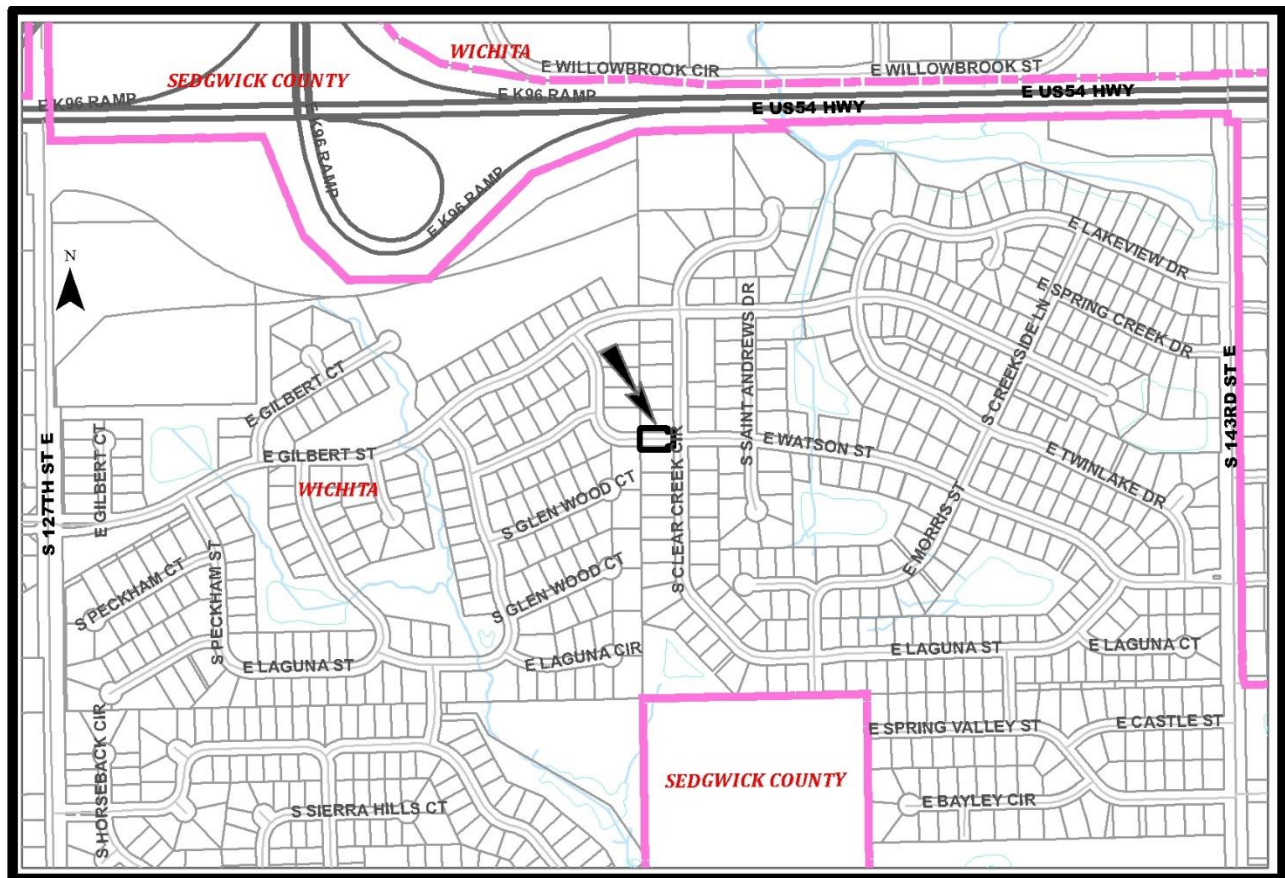 WICHITA
E WILLOWBROOK CIR
E WILLOWBROOK ST
SEDGWICK COUNTY
E K96 RAMP
E K96 RAMP
E US54 HWY
E US54 HWY
E K96 RAMP
E K96 RAMP
N
E LAKEVIEW DR
E SPRING CREEK DR
S SAINT ANDREWS DR
S CREEKSIDE LN
S 143RD ST E
E GILBERT CT
S CLEAR CREEK CIR
E WATSON ST
E GILBERT CT
E GILBERT ST
WICHITA
S 127TH ST E
E TWINLAKE DR
S GLEN WOOD CT
E MORRIS ST
S PECKHAM CT
S PECKHAM ST
S GLEN WOOD CT
E LAGUNA ST
E LAGUNA CIR
E LAGUNA ST
E LAGUNA CT
S HORSEBACK CIR
E SPRING VALLEY ST
E CASTLE ST
SEDGWICK COUNTY
S SIERRA HILLS CT
E BAYLEY CIR